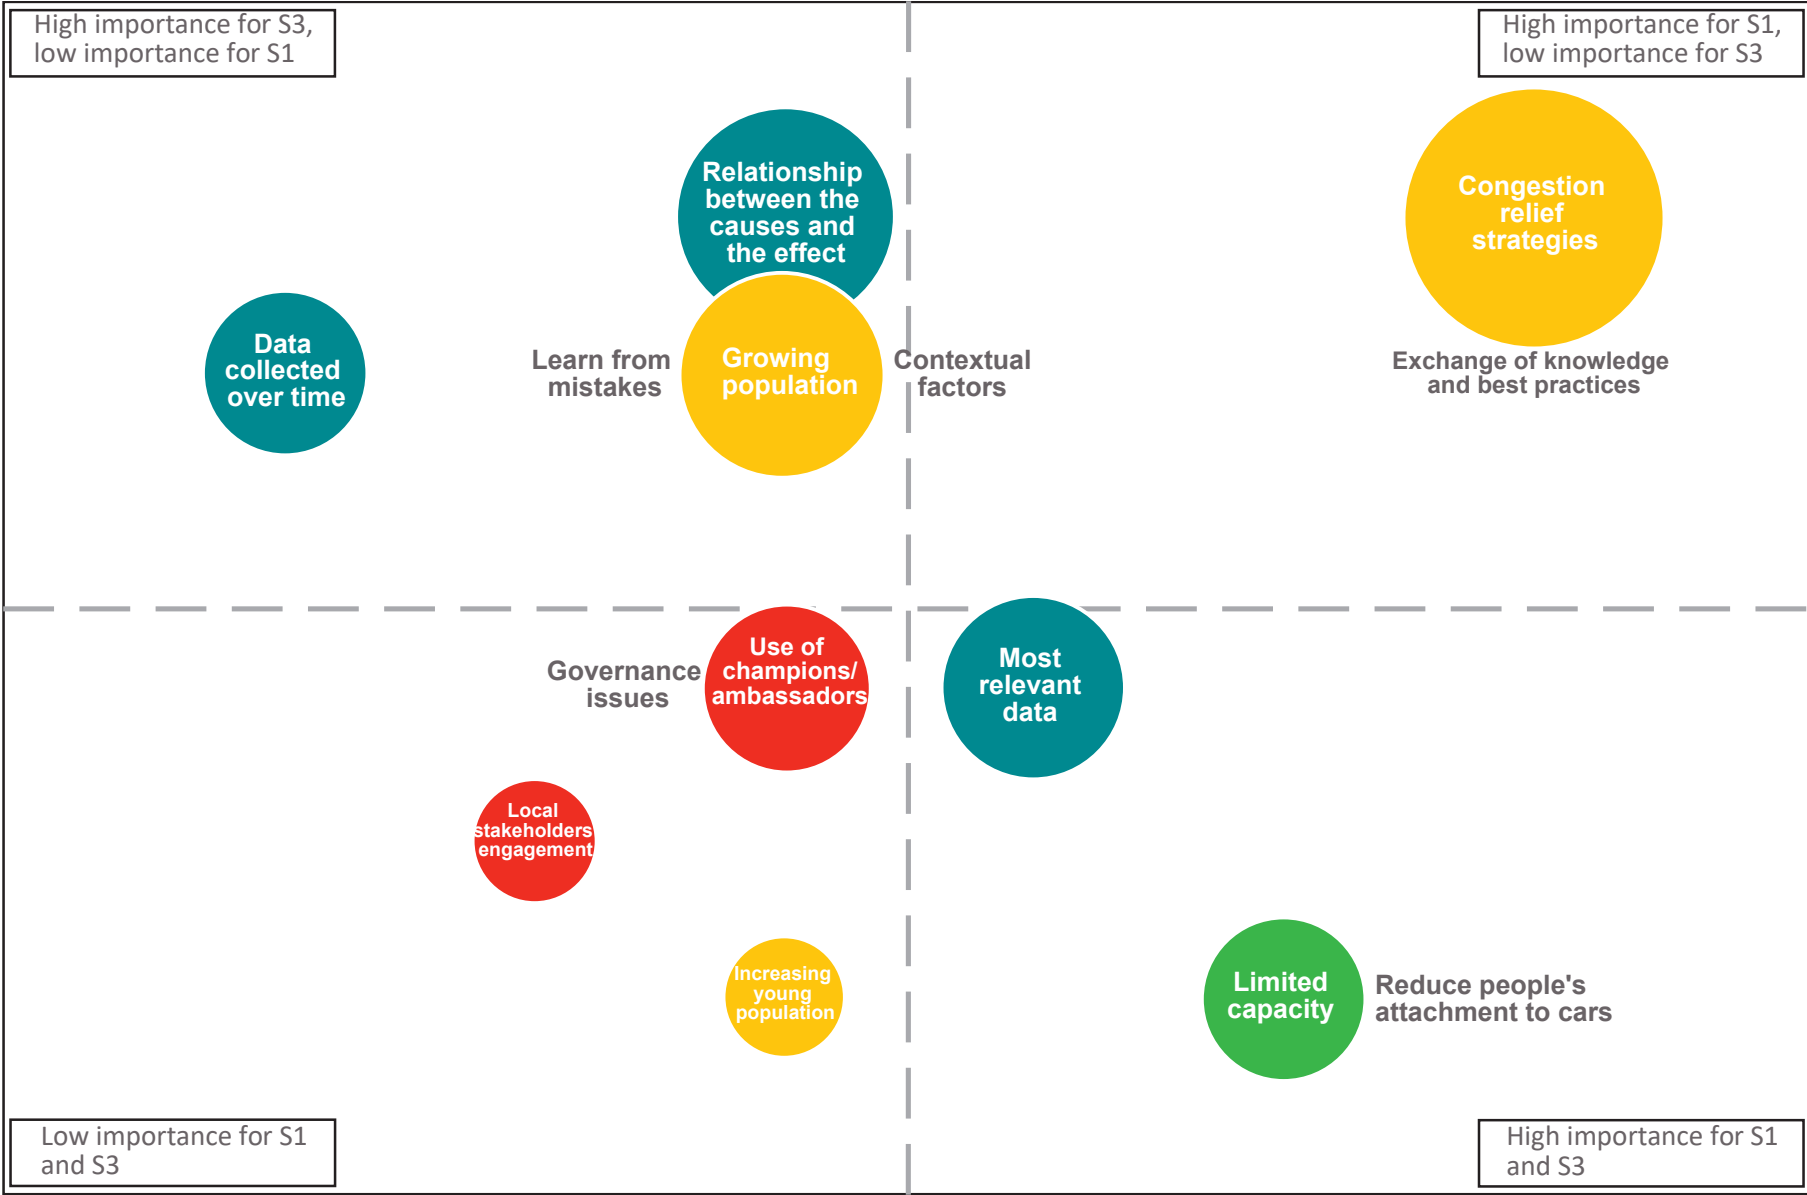 High importance for S3,
low importance for S1
High importance for S1,
low importance for S3
Relationship
between the
causes and
the effect
Congestion
relief
strategies
Data
collected
over time
Learn from
mistakes
Growing
population
Contextual
factors
Exchange of knowledge
and best practices
Governance
issues
Use of
champions/
ambassadors
Most
relevant
data
Local
stakeholders
engagement
Increasing
young
population
Limited
capacity
Reduce people's
attachment to cars
Low importance for S1
and S3
High importance for S1
and S3